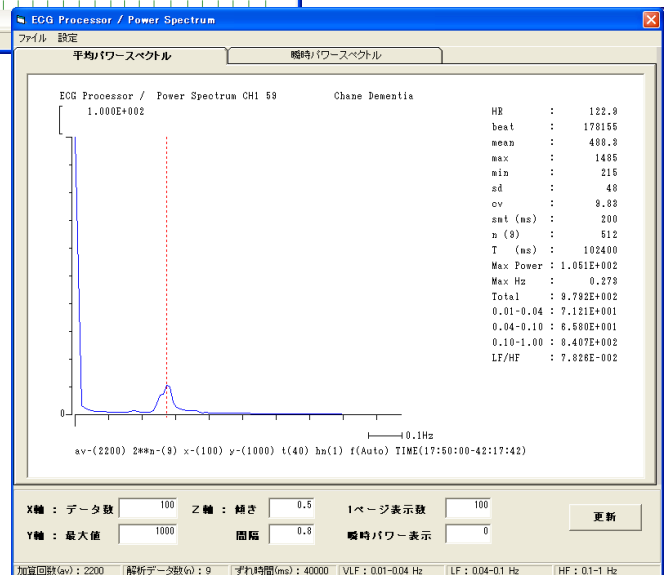 ECG Processor / Power Spectrum
ファイル 設定
平均パワースペクトル 瞬時パワースペクトル
ECG Processor / Power Spectrum CH1 59 Chane Dementia
1.000E+002
HR : 122.9
beat : 178155
mean : 488.3
max : 1485
min : 215
sd : 48
cv : 9.83
smt (ms) : 200
n (9) : 512
T (ms) : 102400
Max Power : 1.051E+002
Max Hz : 0.273
Total : 9.792E+002
0.01-0.04 : 7.121E+001
0.04-0.10 : 6.580E+001
0.10-1.00 : 8.407E+002
LF/HF : 7.826E-002
0
0.1Hz
av-(2200) 2**n-(9) x-(100) y-(1000) t(40) hn(1) f(Auto) TIME(17:50:00-42:17:42)
X軸 : データ数 100 Z軸 : 傾き 0.5 1ページ表示数 100
更新
Y軸 : 最大値 1000 間隔 0.8 瞬時パワー表示 0
加算回数(av) : 2200 解析データ数(n) : 9 ずれ時間(ms) : 40000 VLF : 0.01-0.04 Hz LF : 0.04-0.1 Hz HF : 0.1-1 Hz